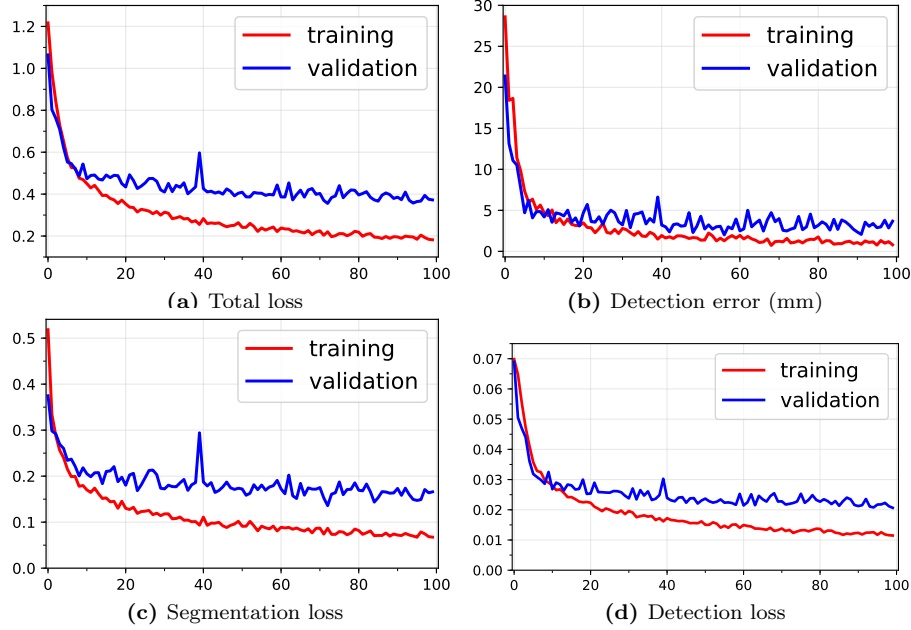 1.2
1.0
0.8
0.6
0.4
0.2
0 20 40 60 80 100
training
validation
(a) Total loss
30
25
20
15
10
5
0
0 20 40 60 80 100
training
validation
(b) Detection error (mm)
0.5
0.4
0.3
0.2
0.1
0.0
0 20 40 60 80 100
training
validation
(c) Segmentation loss
0.07
0.06
0.05
0.04
0.03
0.02
0.01
0.00
0 20 40 60 80 100
training
validation
(d) Detection loss